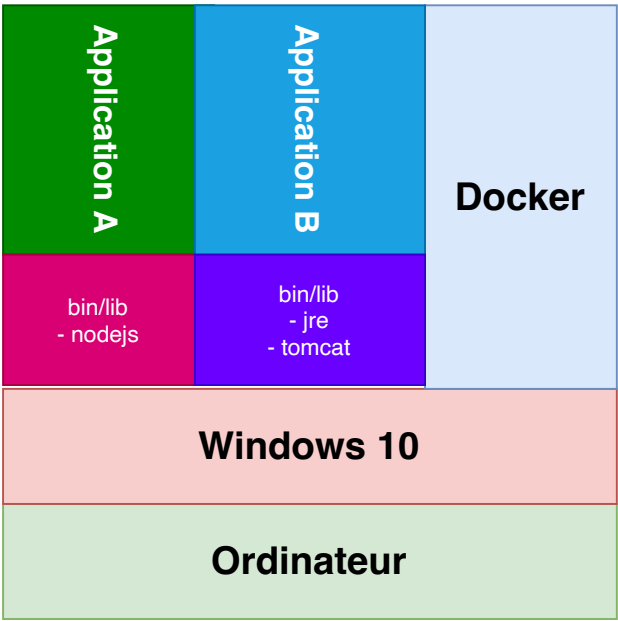 Application A
Application B
Docker
bin/lib
- nodejs
bin/lib
- jre
- tomcat
Windows 10
Ordinateur